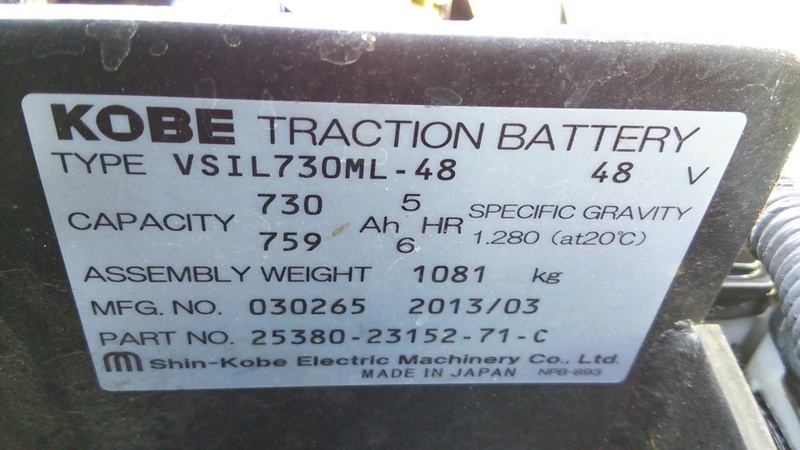 KOBE TRACTION BATTERY
TYPE VSIL730ML-48 48 V
CAPACITY 730 Ah 5 HR SPECIFIC GRAVITY
759 6 1.280 (at20℃)
ASSEMBLY WEIGHT 1081 kg
MFG. NO. 030265 2013/03
PART NO. 25380-23152-71-C
Shin-Kobe Electric Machinery Co., Ltd.
MADE IN JAPAN NPB-893